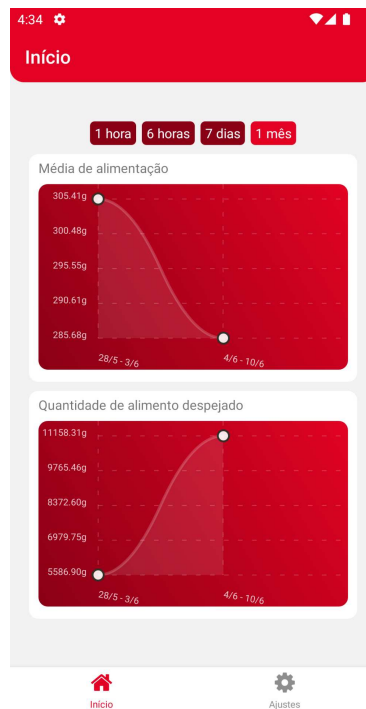 4:34
Início
1 hora 6 horas 7 dias 1 mês
Média de alimentação
305.41g
300.48g
295.55g
290.61g
285.68g
28/5 - 3/6 4/6 - 10/6
Quantidade de alimento despejado
11158.31g
9765.46g
8372.60g
6979.75g
5586.90g
28/5 - 3/6 4/6 - 10/6
Início Ajustes